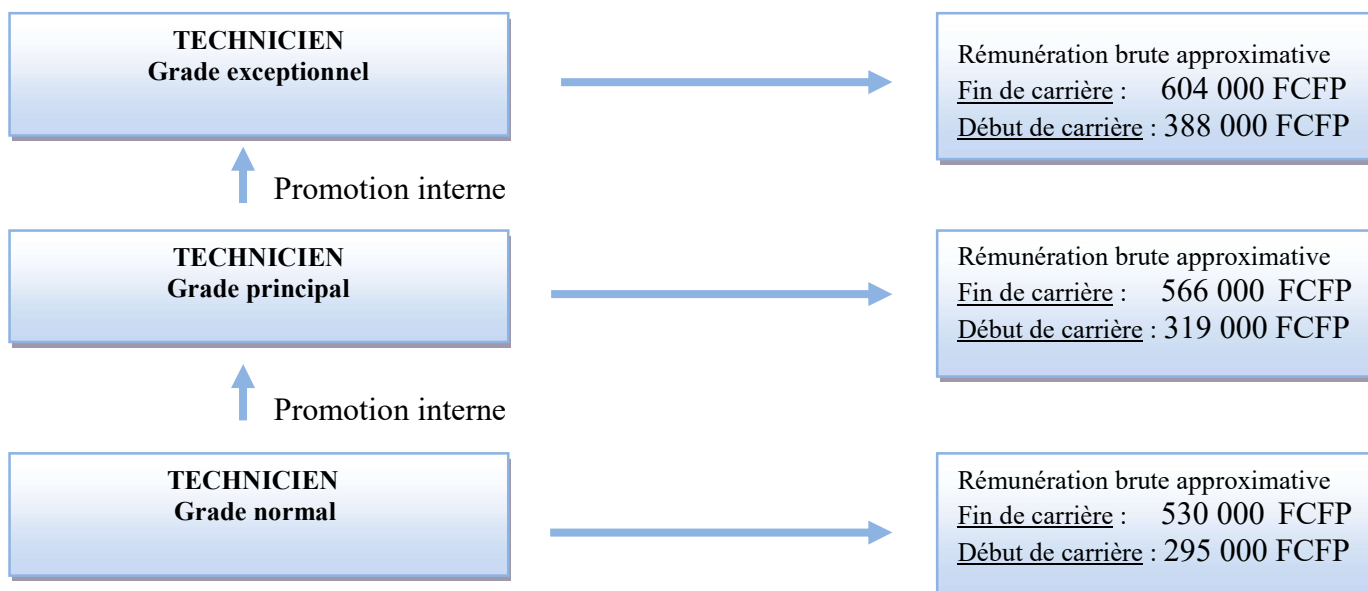 TECHNICIEN
Grade exceptionnel
Rémunération brute approximative
Fin de carrière : 604 000 FCFP
Début de carrière : 388 000 FCFP
Promotion interne
TECHNICIEN
Grade principal
Rémunération brute approximative
Fin de carrière : 566 000 FCFP
Début de carrière : 319 000 FCFP
Promotion interne
TECHNICIEN
Grade normal
Rémunération brute approximative
Fin de carrière : 530 000 FCFP
Début de carrière : 295 000 FCFP